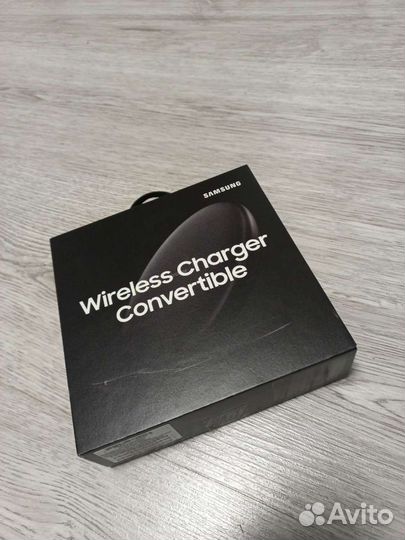 SAMSUNG
Wireless Charger
Convertible
Avito